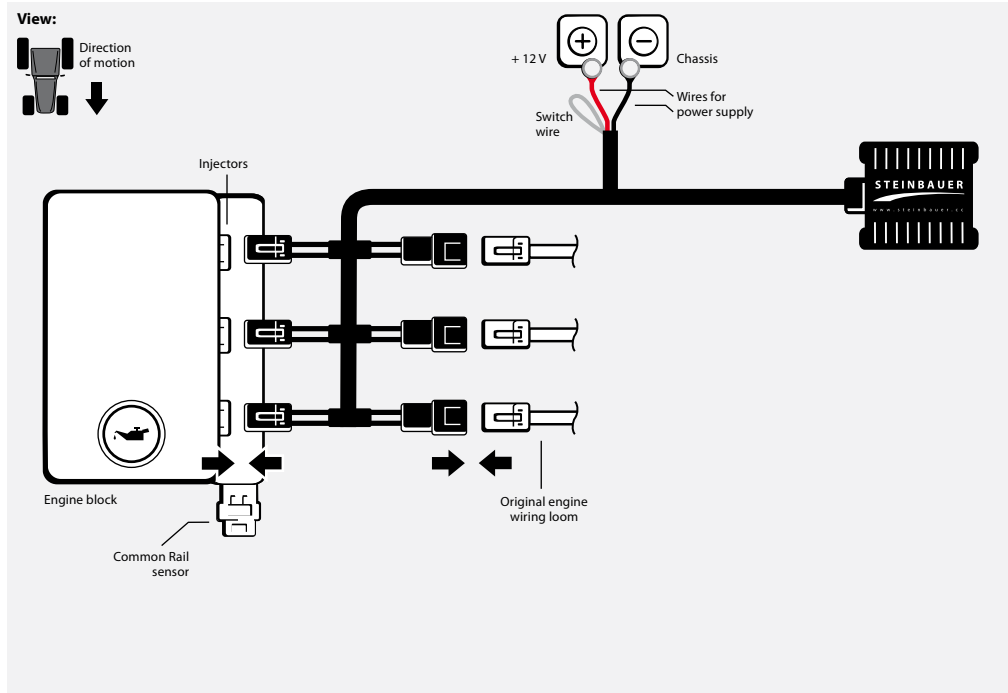 View:
Direction
of motion
+ 12 V
Chassis
Wires for
power supply
Switch
wire
Injectors
STEINBAUER
www.steinbauer.cc
Engine block
Original engine
wiring loom
Common Rail
sensor